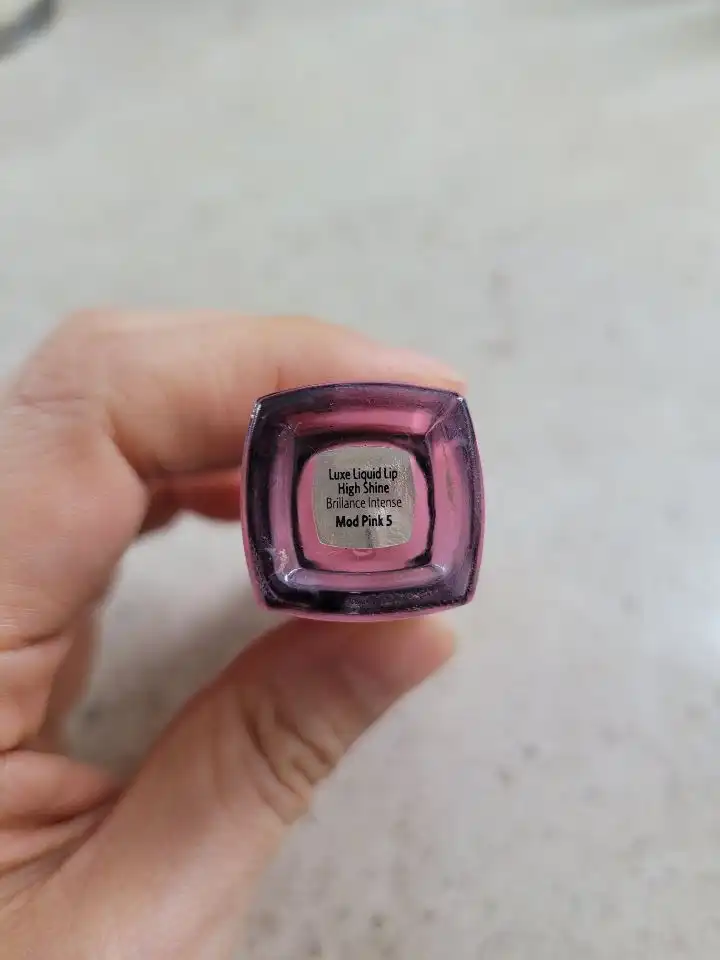 Luxe Liquid Lip
High Shine
Brillance Intense
Mod Pink 5